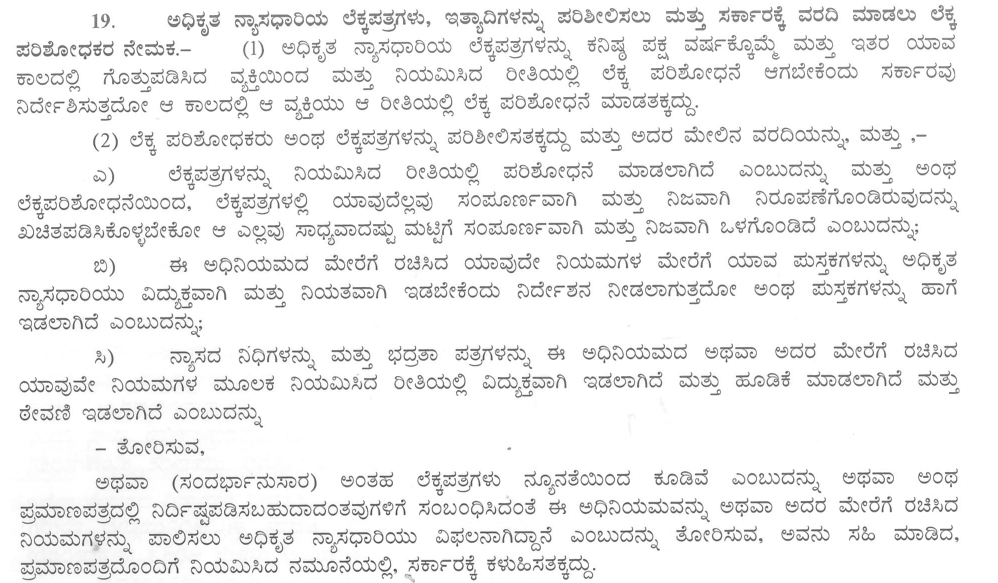 19. ಅಧಿಕೃತ ನ್ಯಾಸಧಾರಿಯ ಲೆಕ್ಕಪತ್ರಗಳು, ಇತ್ಯಾದಿಗಳನ್ನು ಪರಿಶೀಲಿಸಲು ಮತ್ತು ಸರ್ಕಾರಕ್ಕೆ ವರದಿ ಮಾಡಲು ಲೆಕ್ಕ
ಪರಿಶೋಧಕರ ನೇಮಕ.– (1) ಅಧಿಕೃತ ನ್ಯಾಸಧಾರಿಯ ಲೆಕ್ಕಪತ್ರಗಳನ್ನು ಕನಿಷ್ಠ ಪಕ್ಷ ವರ್ಷಕ್ಕೊಮ್ಮೆ ಮತ್ತು ಇತರ ಯಾವ
ಕಾಲದಲ್ಲಿ ಗೊತ್ತುಪಡಿಸಿದ ವ್ಯಕ್ತಿಯಿಂದ ಮತ್ತು ನಿಯಮಿಸಿದ ರೀತಿಯಲ್ಲಿ ಲೆಕ್ಕ ಪರಿಶೋಧನೆ ಆಗಬೇಕೆಂದು ಸರ್ಕಾರವು
ನಿರ್ದೇಶಿಸುತ್ತದೋ ಆ ಕಾಲದಲ್ಲಿ ಆ ವ್ಯಕ್ತಿಯು ಆ ರೀತಿಯಲ್ಲಿ ಲೆಕ್ಕ ಪರಿಶೋಧನೆ ಮಾಡತಕ್ಕದ್ದು.
(2) ಲೆಕ್ಕ ಪರಿಶೋಧಕರು ಅಂಥ ಲೆಕ್ಕಪತ್ರಗಳನ್ನು ಪರಿಶೀಲಿಸತಕ್ಕದ್ದು ಮತ್ತು ಅದರ ಮೇಲಿನ ವರದಿಯನ್ನು, ಮತ್ತು ,–
ಎ) ಲೆಕ್ಕಪತ್ರಗಳನ್ನು ನಿಯಮಿಸಿದ ರೀತಿಯಲ್ಲಿ ಪರಿಶೋಧನೆ ಮಾಡಲಾಗಿದೆ ಎಂಬುದನ್ನು ಮತ್ತು ಅಂಥ
ಲೆಕ್ಕಪರಿಶೋಧನೆಯಿಂದ, ಲೆಕ್ಕಪತ್ರಗಳಲ್ಲಿ ಯಾವುದೆಲ್ಲವು ಸಂಪೂರ್ಣವಾಗಿ ಮತ್ತು ನಿಜವಾಗಿ ನಿರೂಪಣೆಗೊಂಡಿರುವುದನ್ನು
ಖಚಿತಪಡಿಸಿಕೊಳ್ಳಬೇಕೋ ಆ ಎಲ್ಲವು ಸಾಧ್ಯವಾದಷ್ಟು ಮಟ್ಟಿಗೆ ಸಂಪೂರ್ಣವಾಗಿ ಮತ್ತು ನಿಜವಾಗಿ ಒಳಗೊಂಡಿದೆ ಎಂಬುದನ್ನು;
ಬಿ) ಈ ಅಧಿನಿಯಮದ ಮೇರೆಗೆ ರಚಿಸಿದ ಯಾವುದೇ ನಿಯಮಗಳ ಮೇರೆಗೆ ಯಾವ ಪುಸ್ತಕಗಳನ್ನು ಅಧಿಕೃತ
ನ್ಯಾಸಧಾರಿಯು ವಿದ್ಯುಕ್ತವಾಗಿ ಮತ್ತು ನಿಯತವಾಗಿ ಇಡಬೇಕೆಂದು ನಿರ್ದೇಶನ ನೀಡಲಾಗುತ್ತದೋ ಅಂಥ ಪುಸ್ತಕಗಳನ್ನು ಹಾಗೆ
ಇಡಲಾಗಿದೆ ಎಂಬುದನ್ನು;
ಸಿ) ನ್ಯಾಸದ ನಿಧಿಗಳನ್ನು ಮತ್ತು ಭದ್ರತಾ ಪತ್ರಗಳನ್ನು ಈ ಅಧಿನಿಯಮದ ಅಥವಾ ಅದರ ಮೇರೆಗೆ ರಚಿಸಿದ
ಯಾವುವೇ ನಿಯಮಗಳ ಮೂಲಕ ನಿಯಮಿಸಿದ ರೀತಿಯಲ್ಲಿ ವಿದ್ಯುಕ್ತವಾಗಿ ಇಡಲಾಗಿದೆ ಮತ್ತು ಹೂಡಿಕೆ ಮಾಡಲಾಗಿದೆ ಮತ್ತು
ಠೇವಣಿ ಇಡಲಾಗಿದೆ ಎಂಬುದನ್ನು
– ತೋರಿಸುವ,
ಅಥವಾ (ಸಂದರ್ಭಾನುಸಾರ) ಅಂತಹ ಲೆಕ್ಕಪತ್ರಗಳು ನ್ಯೂನತೆಯಿಂದ ಕೂಡಿವೆ ಎಂಬುದನ್ನು ಅಥವಾ ಅಂಥ
ಪ್ರಮಾಣಪತ್ರದಲ್ಲಿ ನಿರ್ದಿಷ್ಟಪಡಿಸಬಹುದಾದಂತವುಗಳಿಗೆ ಸಂಬಂಧಿಸಿದಂತೆ ಈ ಅಧಿನಿಯಮವನ್ನು ಅಥವಾ ಅದರ ಮೇರೆಗೆ ರಚಿಸಿದ
ನಿಯಮಗಳನ್ನು ಪಾಲಿಸಲು ಅಧಿಕೃತ ನ್ಯಾಸಧಾರಿಯು ವಿಫಲನಾಗಿದ್ದಾನೆ ಎಂಬುದನ್ನು ತೋರಿಸುವ, ಅವನು ಸಹಿ ಮಾಡಿದ,
ಪ್ರಮಾಣಪತ್ರದೊಂದಿಗೆ ನಿಯಮಿಸಿದ ನಮೂನೆಯಲ್ಲಿ, ಸರ್ಕಾರಕ್ಕೆ ಕಳುಹಿಸತಕ್ಕದ್ದು.